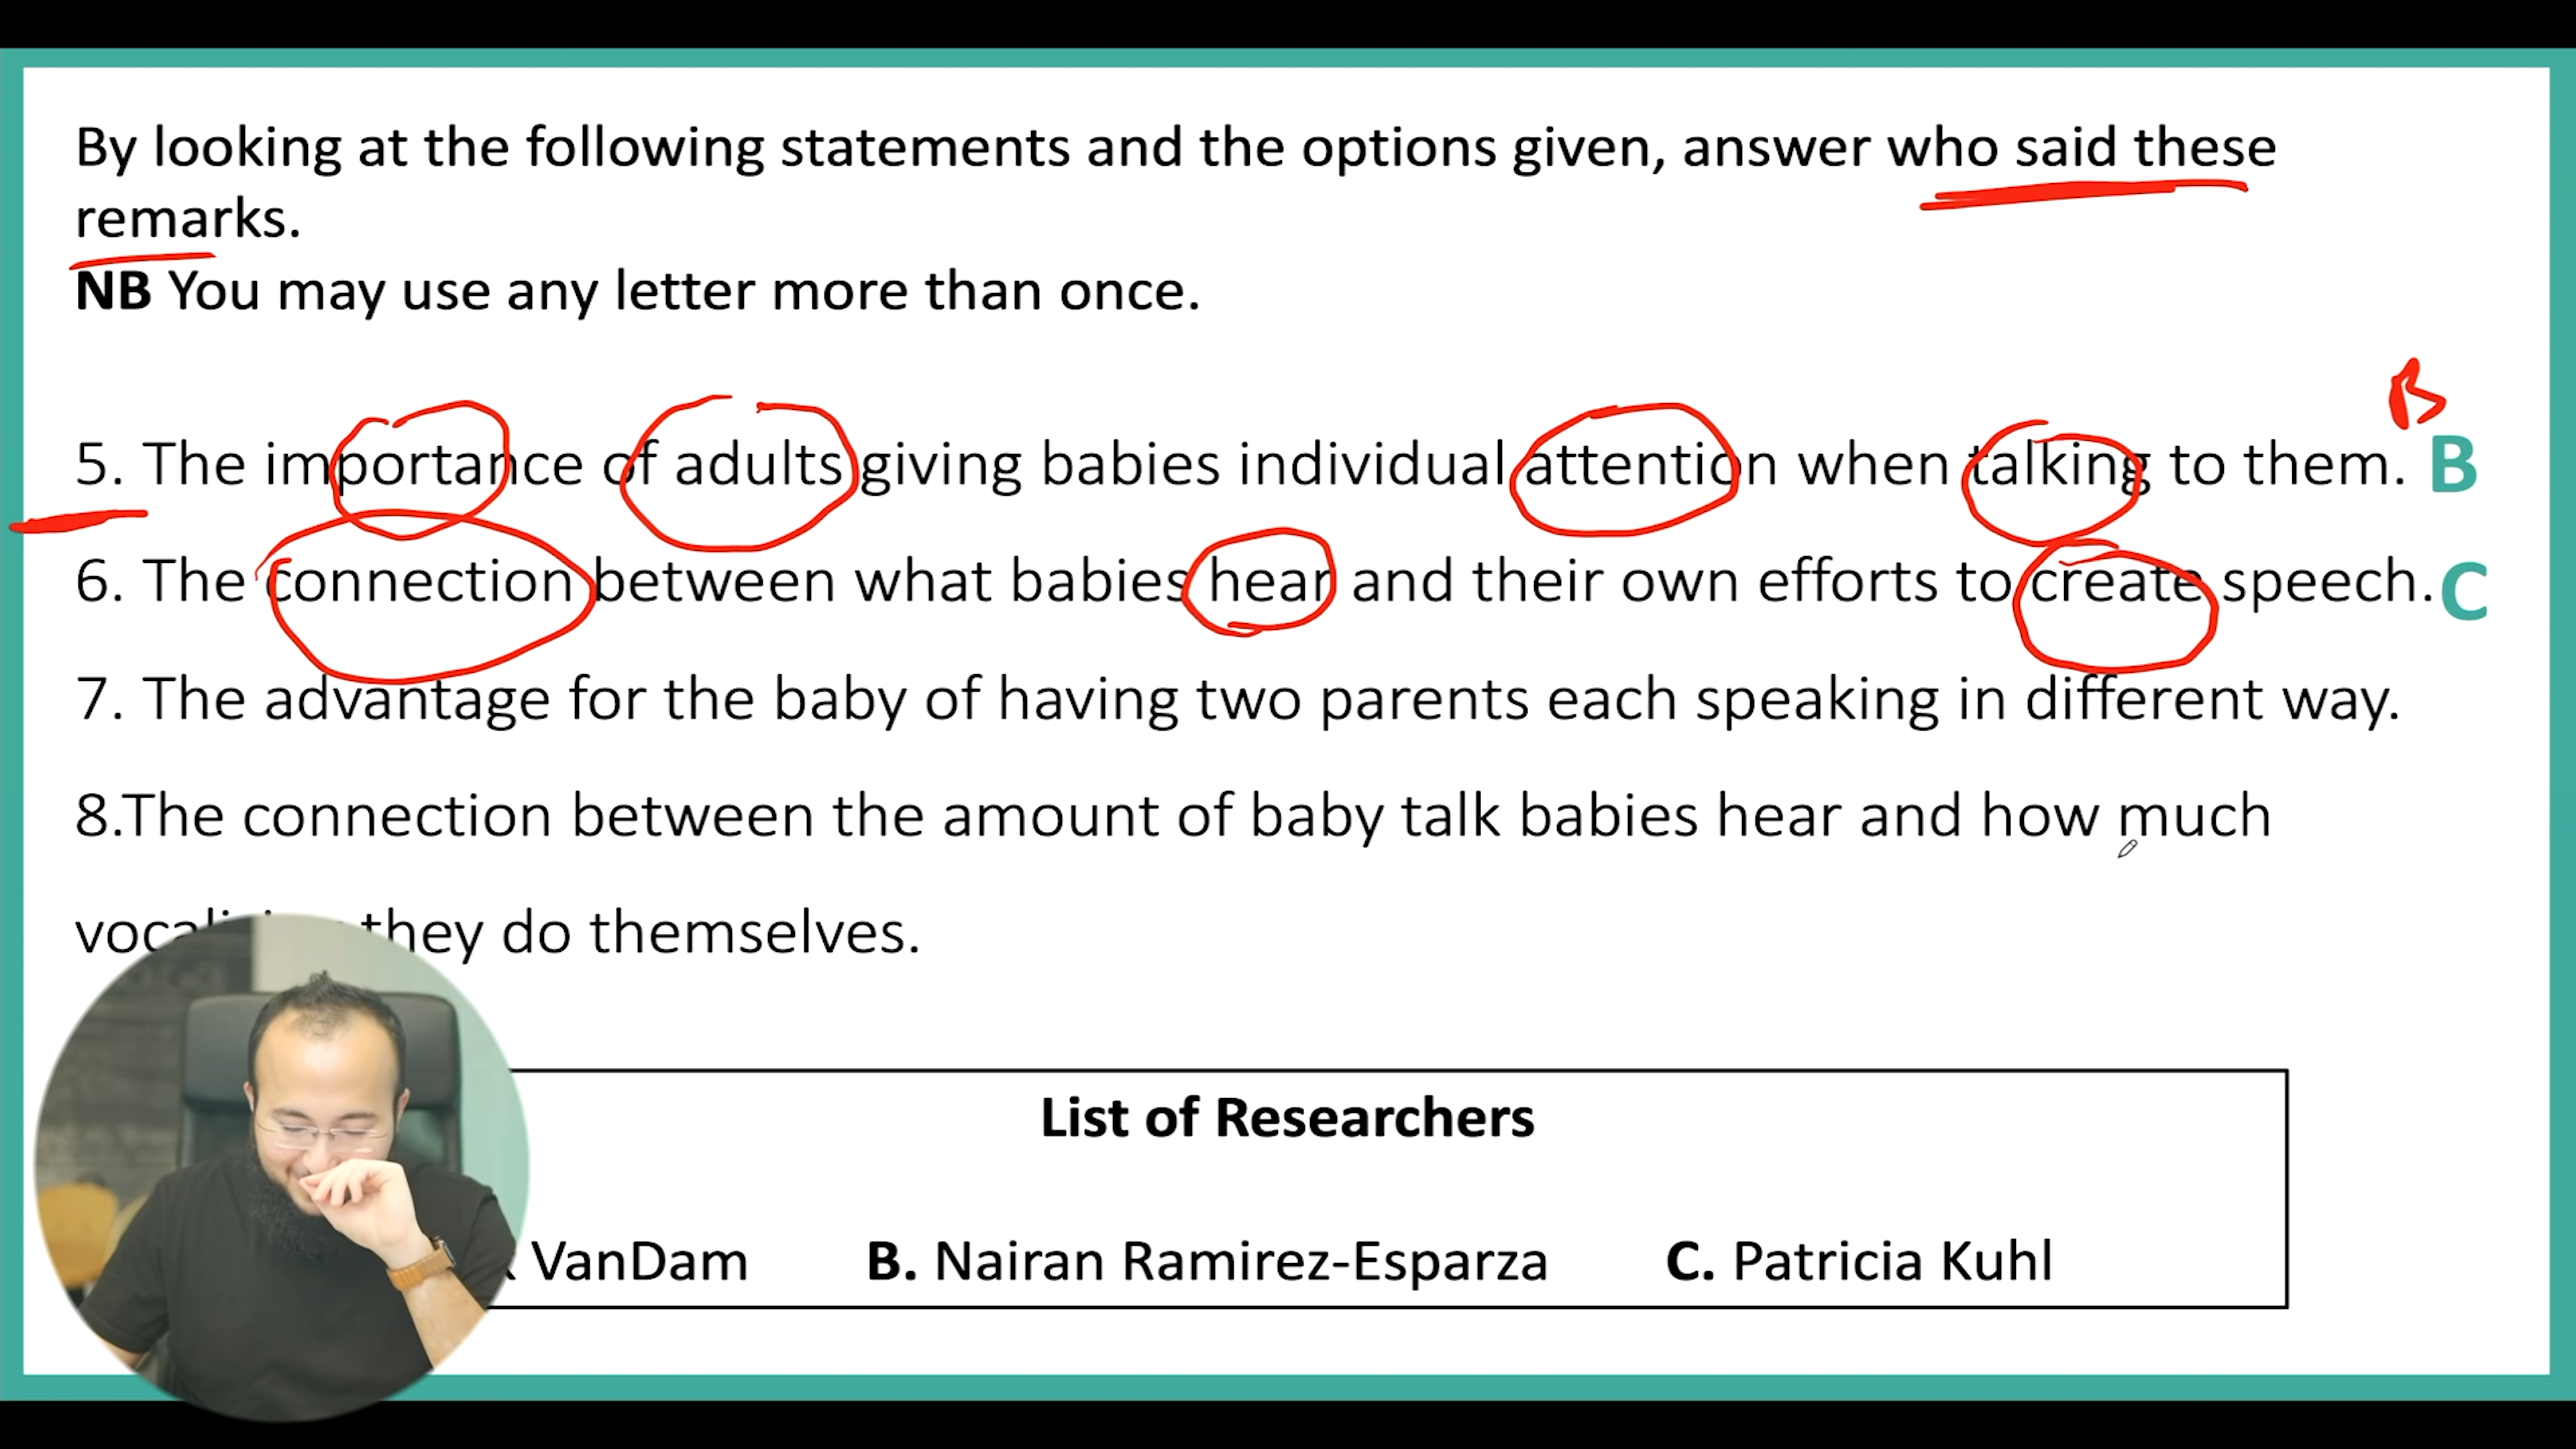 By looking at the following statements and the options given, answer who said these
remarks.
NB You may use any letter more than once.
B
5. The importance of adults giving babies individual attention when talking to them. B
6. The connection between what babies hear and their own efforts to create speech. C
7. The advantage for the baby of having two parents each speaking in different way.
8.The connection between the amount of baby talk babies hear and how much
they do themselves.
List of Researchers
VanDam B. Nairan Ramirez-Esparza C. Patricia Kuhl